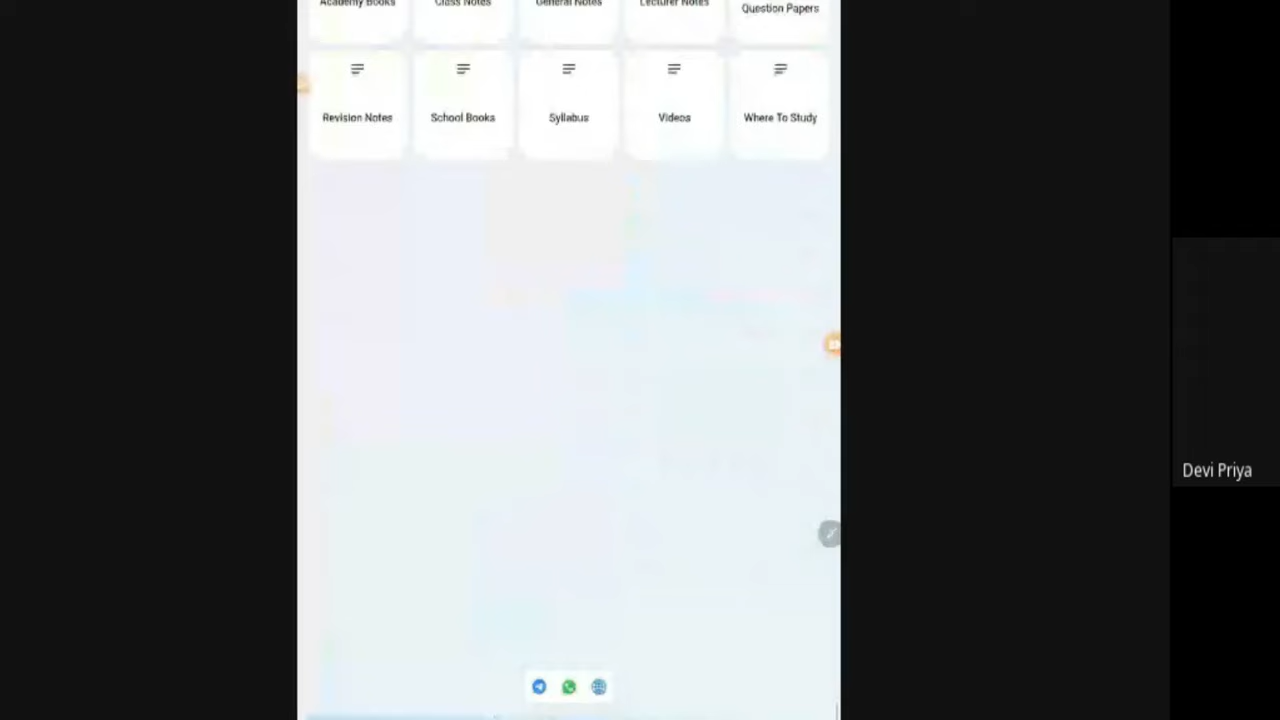 Academy Books
Class Notes
General Notes
Lecturer Notes
Question Papers
Revision Notes
School Books
Syllabus
Videos
Where To Study
Devi Priya